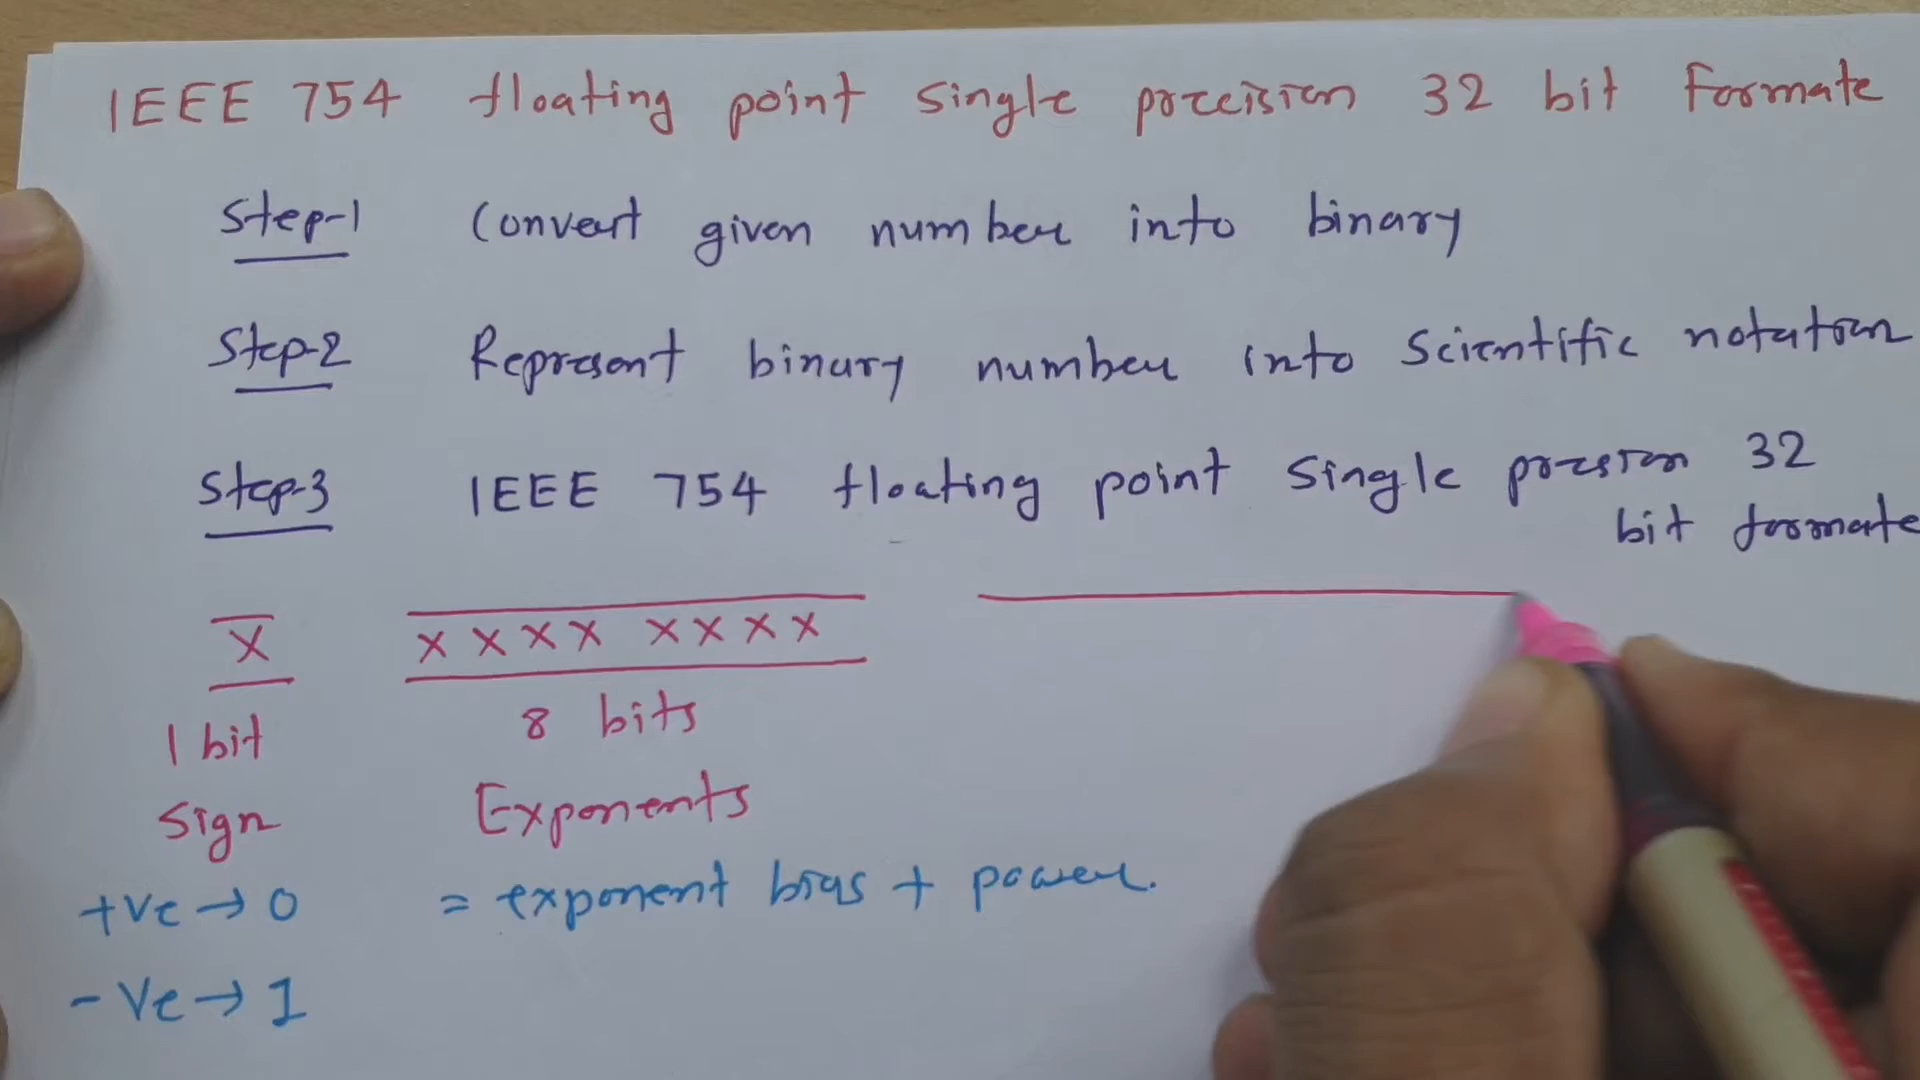 IEEE 754 floating point single precision 32 bit Formate
Step-1 Convert given number into binary
Step-2 Represent binary number into Scientific notation
Step-3 IEEE 754 floating point Single presion 32
bit formate
X XXXX XXXX
1 bit 8 bits
Sign Exponents
+ve → 0 = exponent bias + power.
-ve → 1